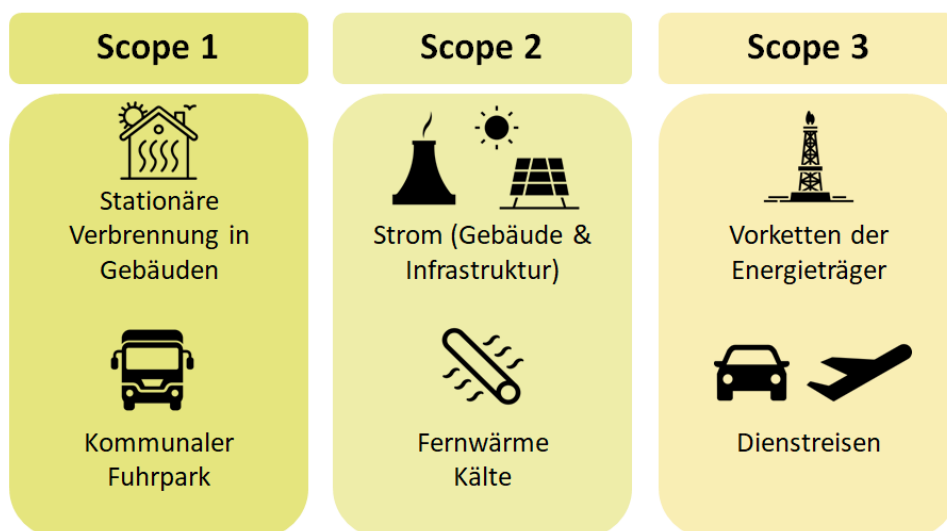 Scope 1
Stationäre
Verbrennung in
Gebäuden
Kommunaler
Fuhrpark
Scope 2
Strom (Gebäude &
Infrastruktur)
Fernwärme
Kälte
Scope 3
Vorketten der
Energieträger
Dienstreisen